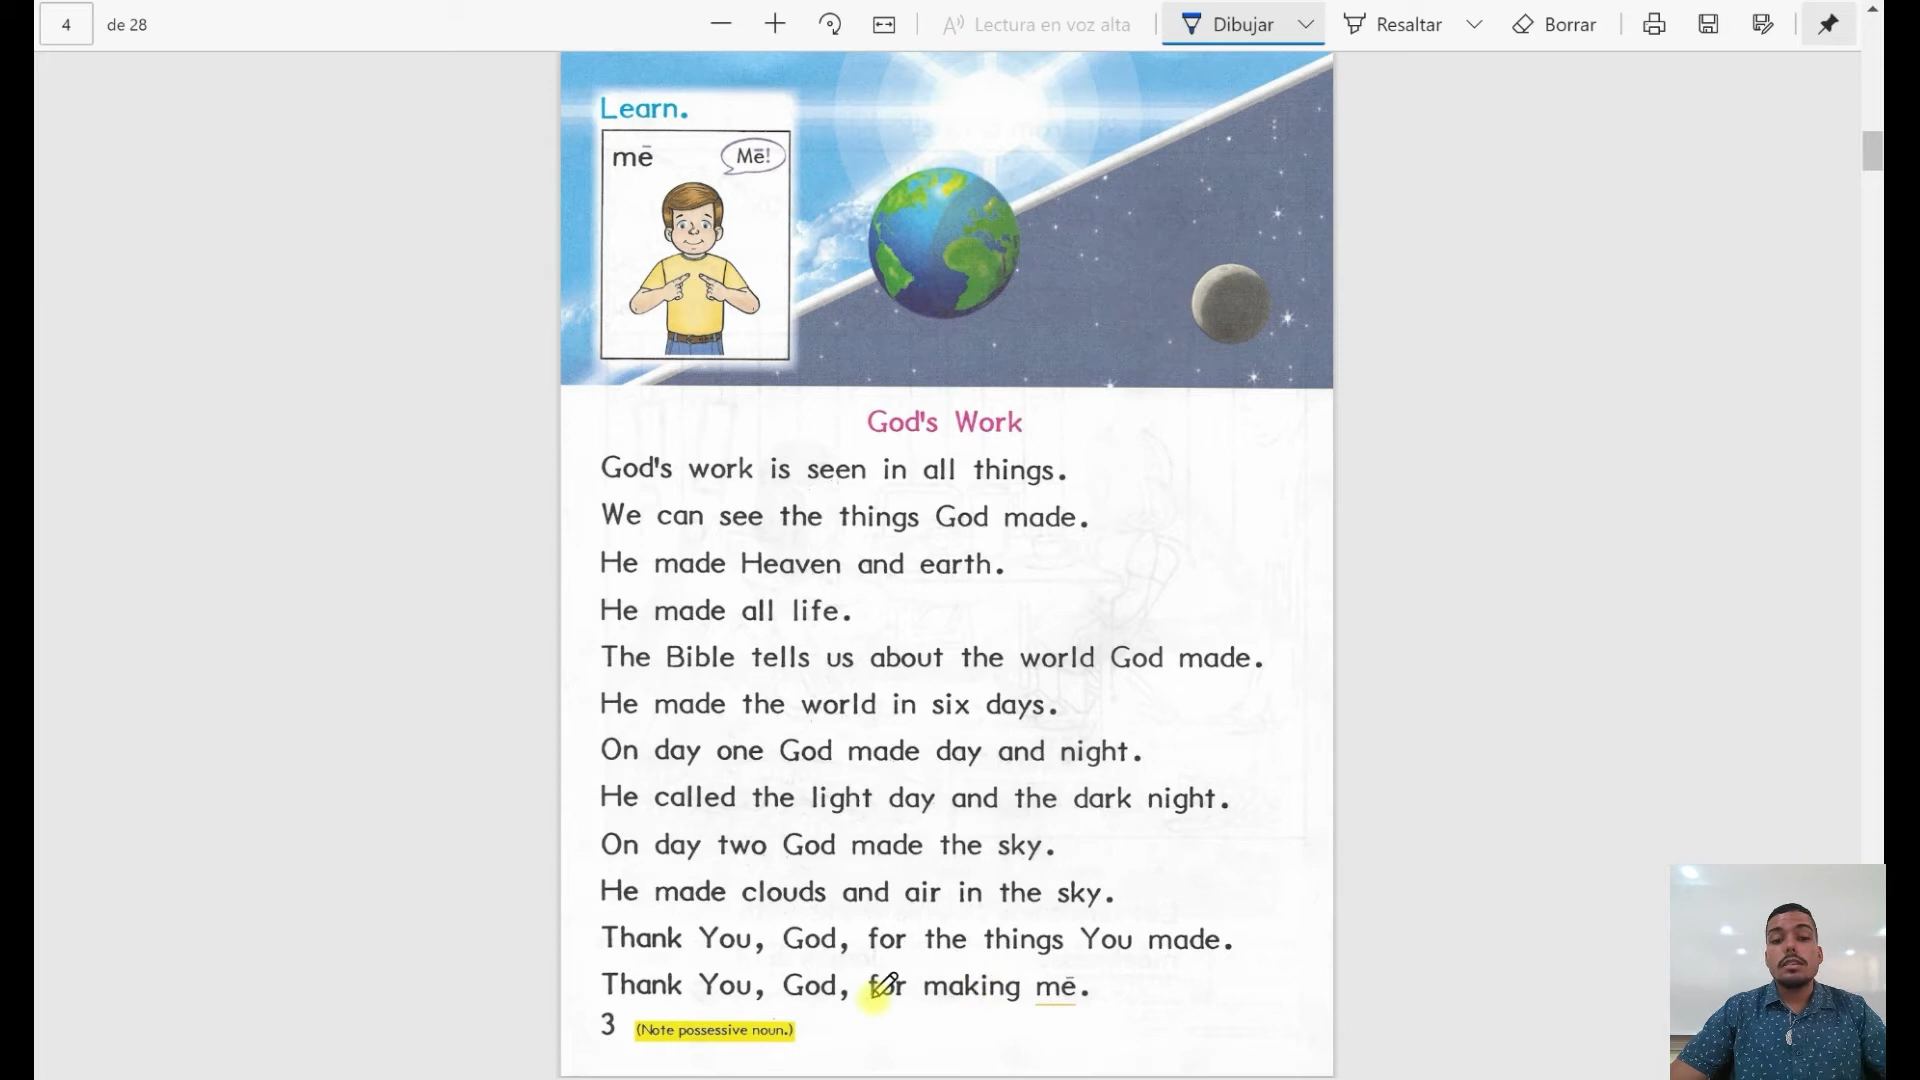 4 de 28 Lectura en voz alta Dibujar Resaltar Borrar
Learn.
mē Mē!
God's Work
God's work is seen in all things.
We can see the things God made.
He made Heaven and earth.
He made all life.
The Bible tells us about the world God made.
He made the world in six days.
On day one God made day and night.
He called the light day and the dark night.
On day two God made the sky.
He made clouds and air in the sky.
Thank You, God, for the things You made.
Thank You, God, for making mē.
3 (Note possessive noun.)